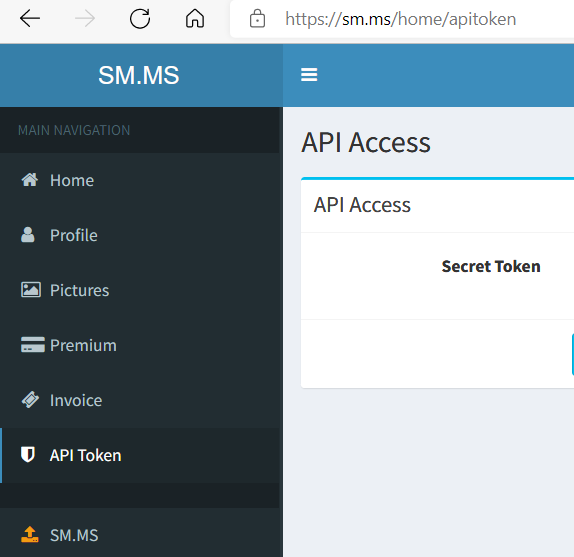 https://sm.ms/home/apitoken
SM.MS
MAIN NAVIGATION
Home
Profile
Pictures
Premium
Invoice
API Token
SM.MS
API Access
API Access
Secret Token